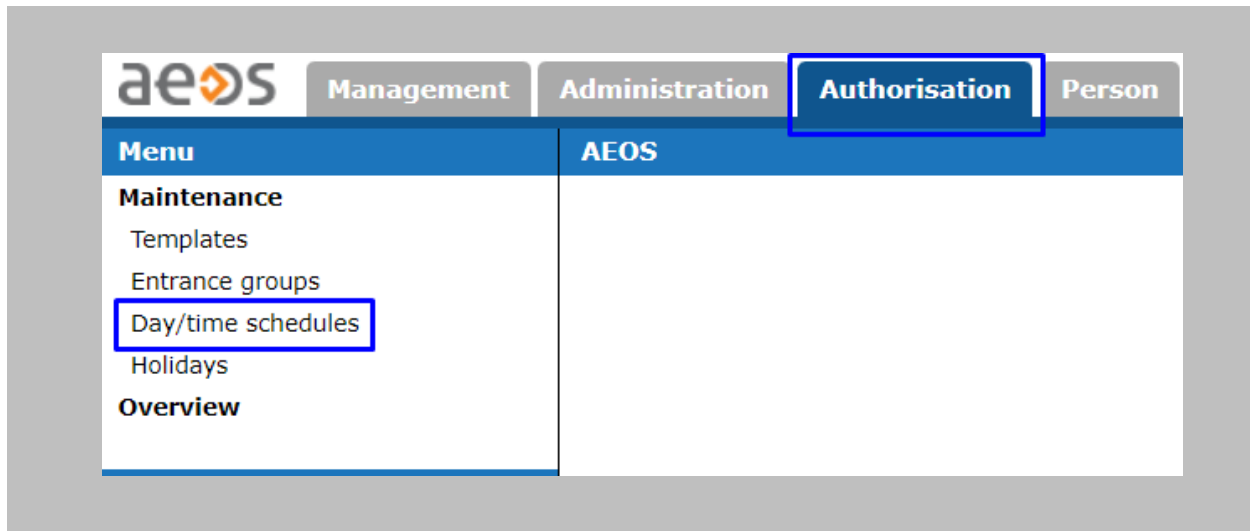 aeos Management Administration Authorisation Person
Menu AEOS
Maintenance
Templates
Entrance groups
Day/time schedules
Holidays
Overview